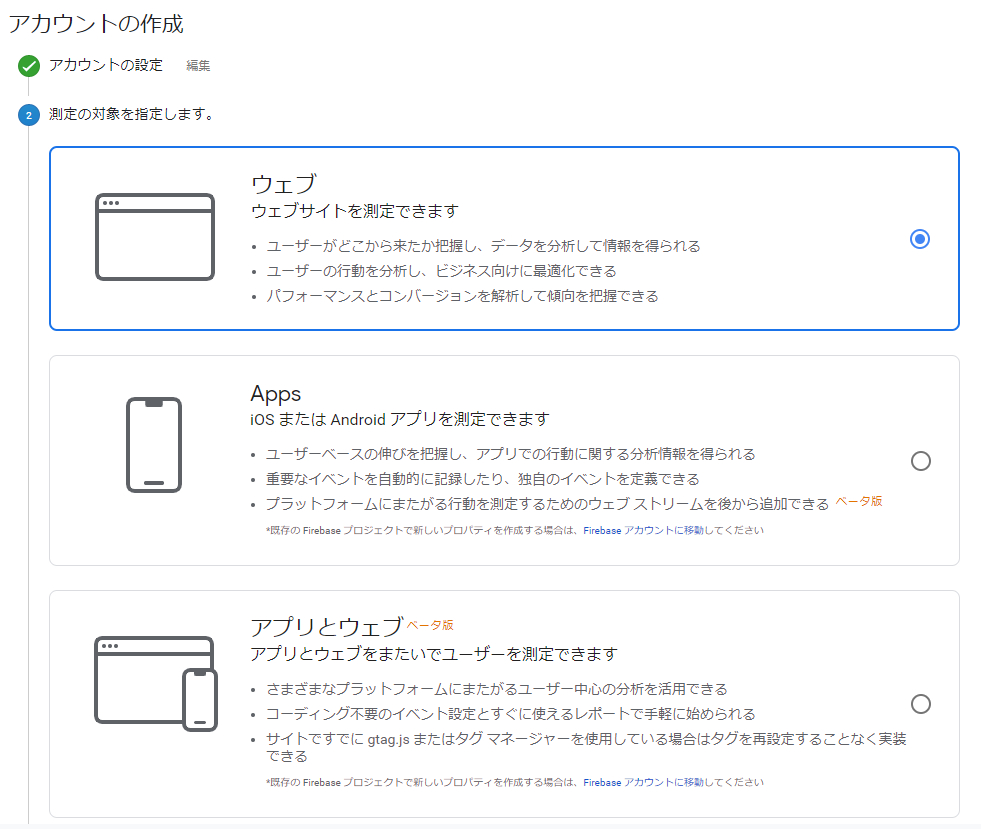 アカウントの作成
アカウントの設定 編集
2 測定の対象を指定します。
ウェブ
ウェブサイトを測定できます
• ユーザーがどこから来たか把握し、データを分析して情報を得られる
• ユーザーの行動を分析し、ビジネス向けに最適化できる
• パフォーマンスとコンバージョンを解析して傾向を把握できる
Apps
iOS または Android アプリを測定できます
• ユーザーベースの伸びを把握し、アプリでの行動に関する分析情報を得られる
• 重要なイベントを自動的に記録したり、独自のイベントを定義できる
• プラットフォームにまたがる行動を測定するためのウェブ ストリームを後から追加できる ベータ版
*既存の Firebase プロジェクトで新しいプロパティを作成する場合は、Firebase アカウントに移動してください
アプリとウェブ ベータ版
アプリとウェブをまたいでユーザーを測定できます
• さまざまなプラットフォームにまたがるユーザー中心の分析を活用できる
• コーディング不要のイベント設定とすぐに使えるレポートで手軽に始められる
• サイトですでに gtag.js またはタグ マネージャーを使用している場合はタグを再設定することなく実装
できる
*既存の Firebase プロジェクトで新しいプロパティを作成する場合は、Firebase アカウントに移動してください